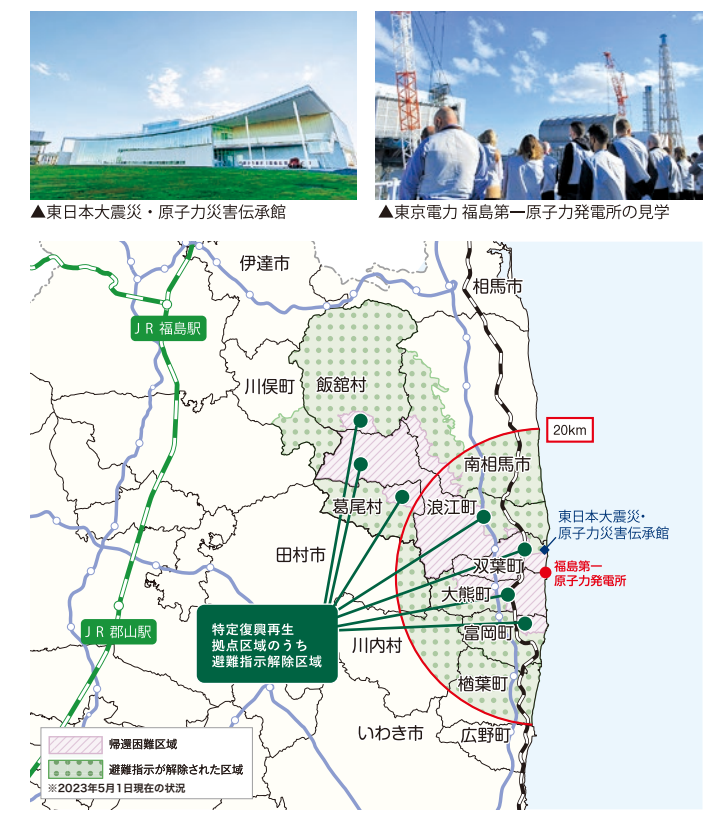 ▲東日本大震災・原子力災害伝承館
▲東京電力 福島第一原子力発電所の見学
伊達市
相馬市
JR 福島駅
川俣町
飯舘村
20km
南相馬市
葛尾村
浪江町
東日本大震災・
原子力災害伝承館
田村市
双葉町
福島第一
原子力発電所
大熊町
特定復興再生
拠点区域のうち
避難指示解除区域
JR 郡山駅
富岡町
川内村
楢葉町
いわき市
広野町
帰還困難区域
避難指示が解除された区域
※2023年5月1日現在の状況